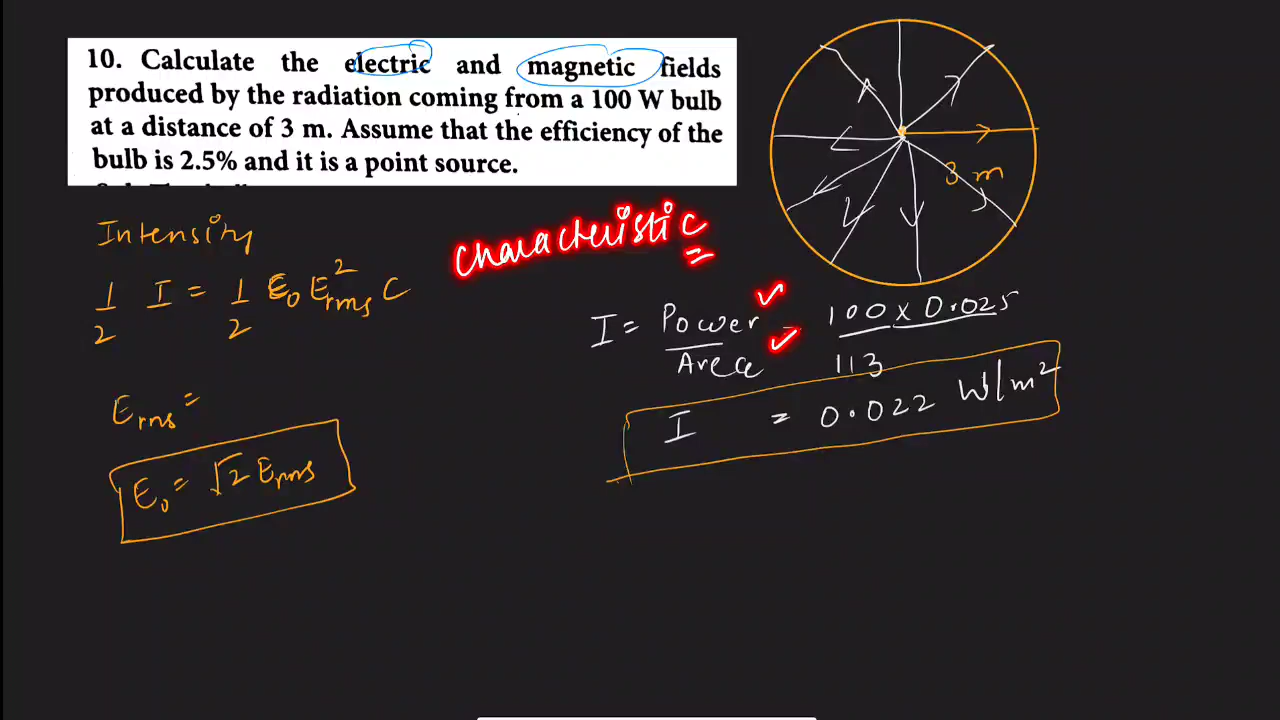 10. Calculate the electric and magnetic fields
produced by the radiation coming from a 100 W bulb
at a distance of 3 m. Assume that the efficiency of the
bulb is 2.5% and it is a point source.
3 m
Intensity
characteristic
1/2 I = 1/2 ε₀ E²rms C
I = Power/Area
100 x 0.025/113
I = 0.022 W/m²
Erms =
E₀ = √2 Erms